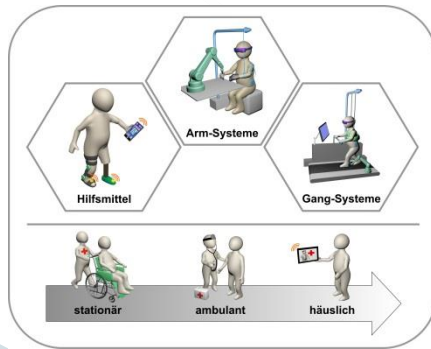 Arm-Systeme
Hilfsmittel
Gang-Systeme
stationär
ambulant
häuslich